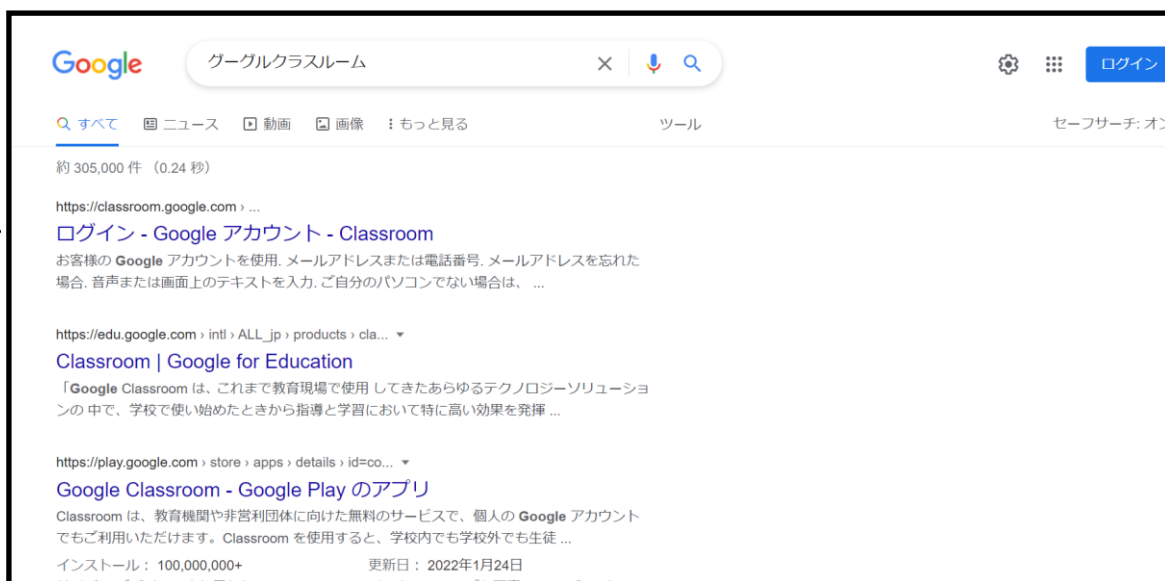 Google グーグルクラスルーム ログイン
すべて ニュース 動画 画像 もっと見る ツール セーフサーチ: オン
約 305,000 件 (0.24 秒)
https://classroom.google.com › ...
ログイン - Google アカウント - Classroom
お客様の Google アカウントを使用. メールアドレスまたは電話番号. メールアドレスを忘れた
場合. 音声または画面上のテキストを入力. ご自分のパソコンでない場合は、 ...
https://edu.google.com › intl › ALL_jp › products › cla...
Classroom | Google for Education
「Google Classroom は、これまで教育現場で使用 してきたあらゆるテクノロジーソリューショ
ンの 中で、学校で使い始めたときから指導と学習において特に高い効果を発揮 ...
https://play.google.com › store › apps › details › id=co...
Google Classroom - Google Play のアプリ
Classroom は、教育機関や非営利団体に向けた無料のサービスで、個人の Google アカウント
でもご利用いただけます。Classroom を使用すると、学校内でも学校外でも生徒 ...
インストール： 100,000,000+ 更新日： 2022年1月24日